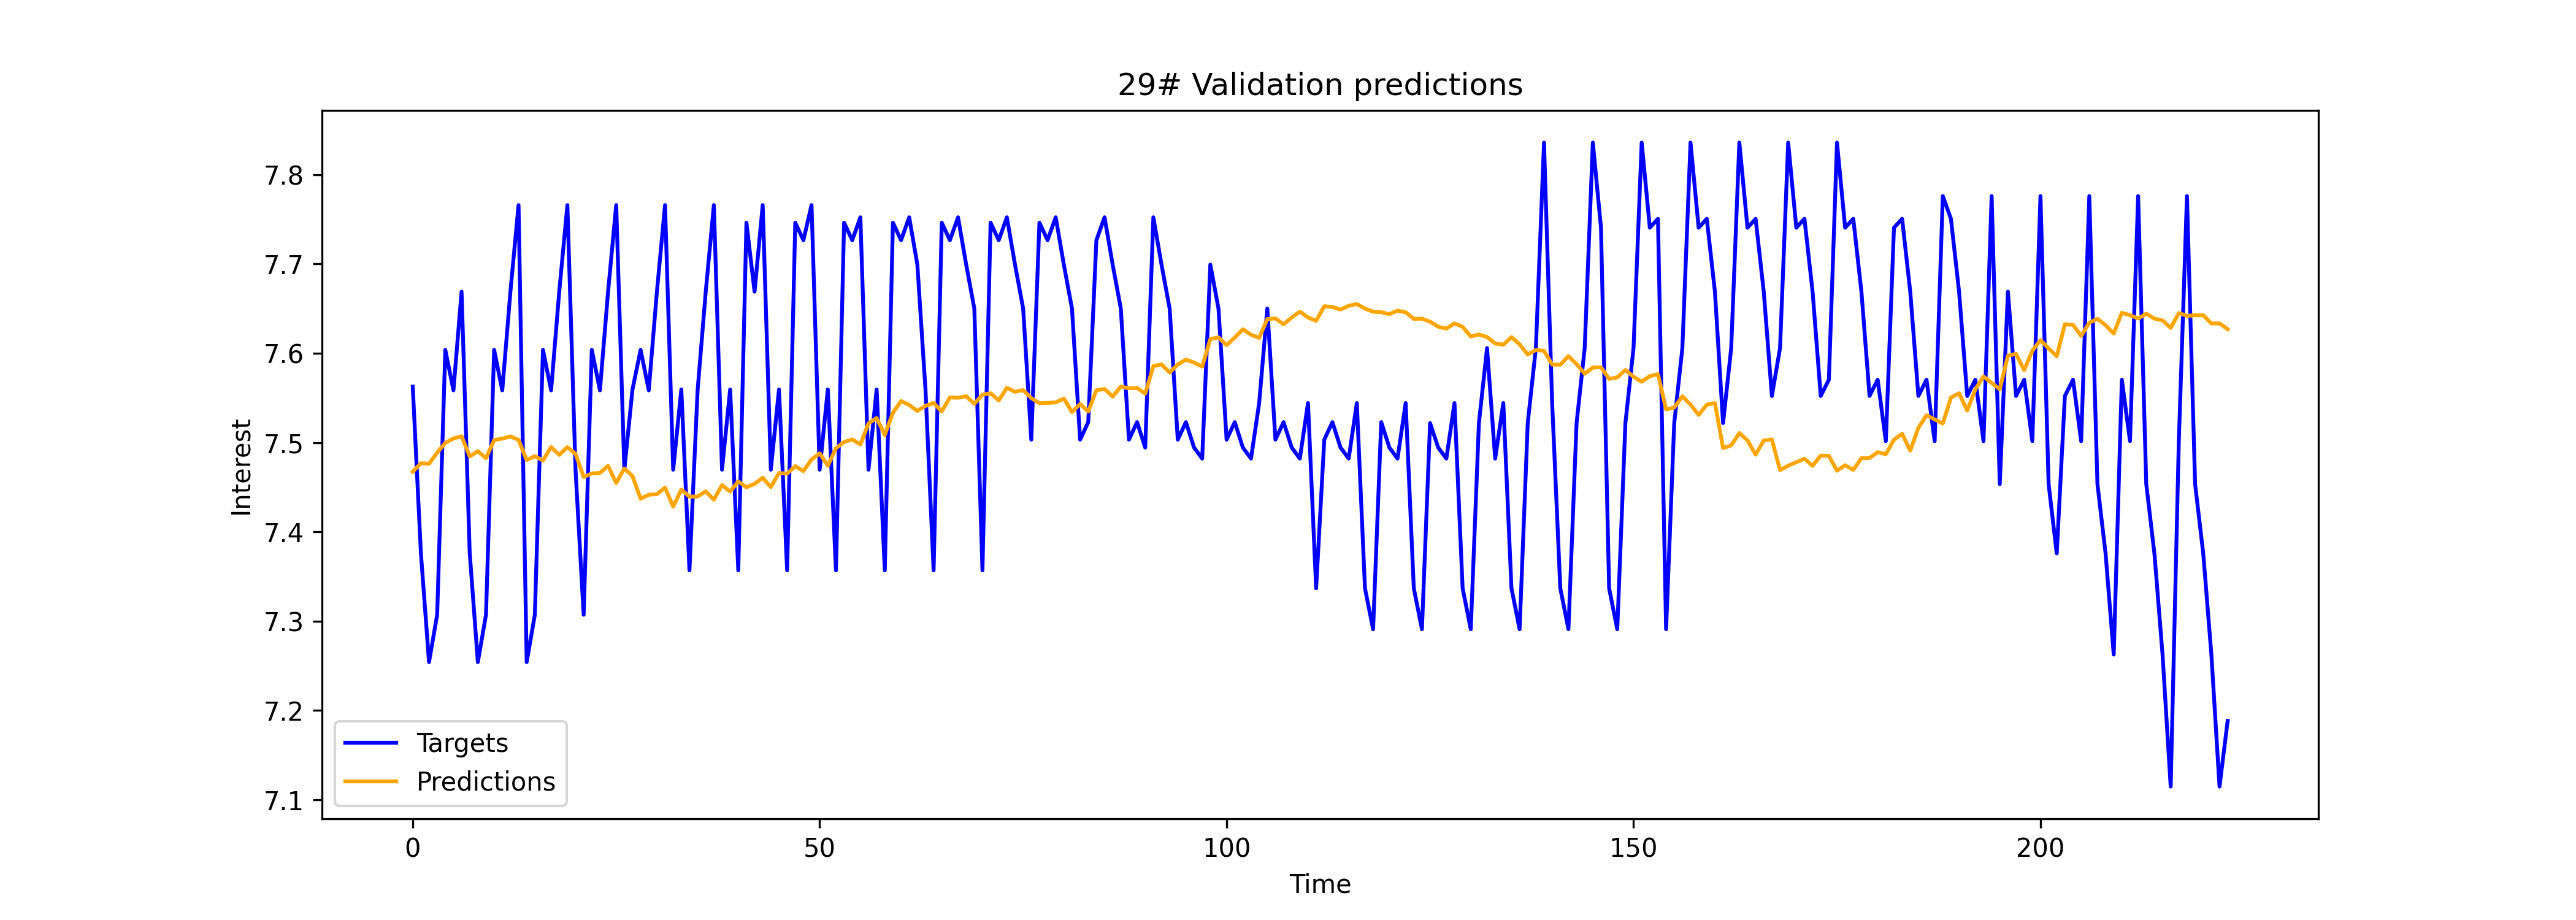 29# Validation predictions
Interest
7.8
7.7
7.6
7.5
7.4
7.3
7.2
7.1
Targets
Predictions
0 50 100 150 200
Time